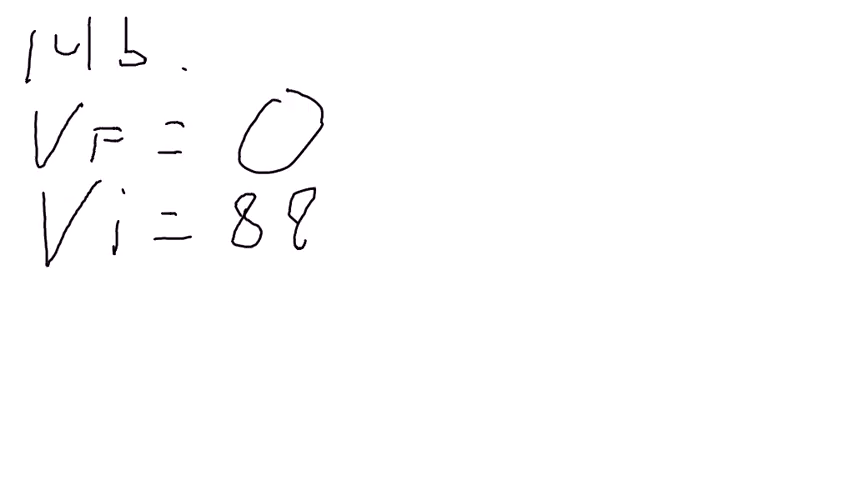 14b.
VF = 0
Vi = 88